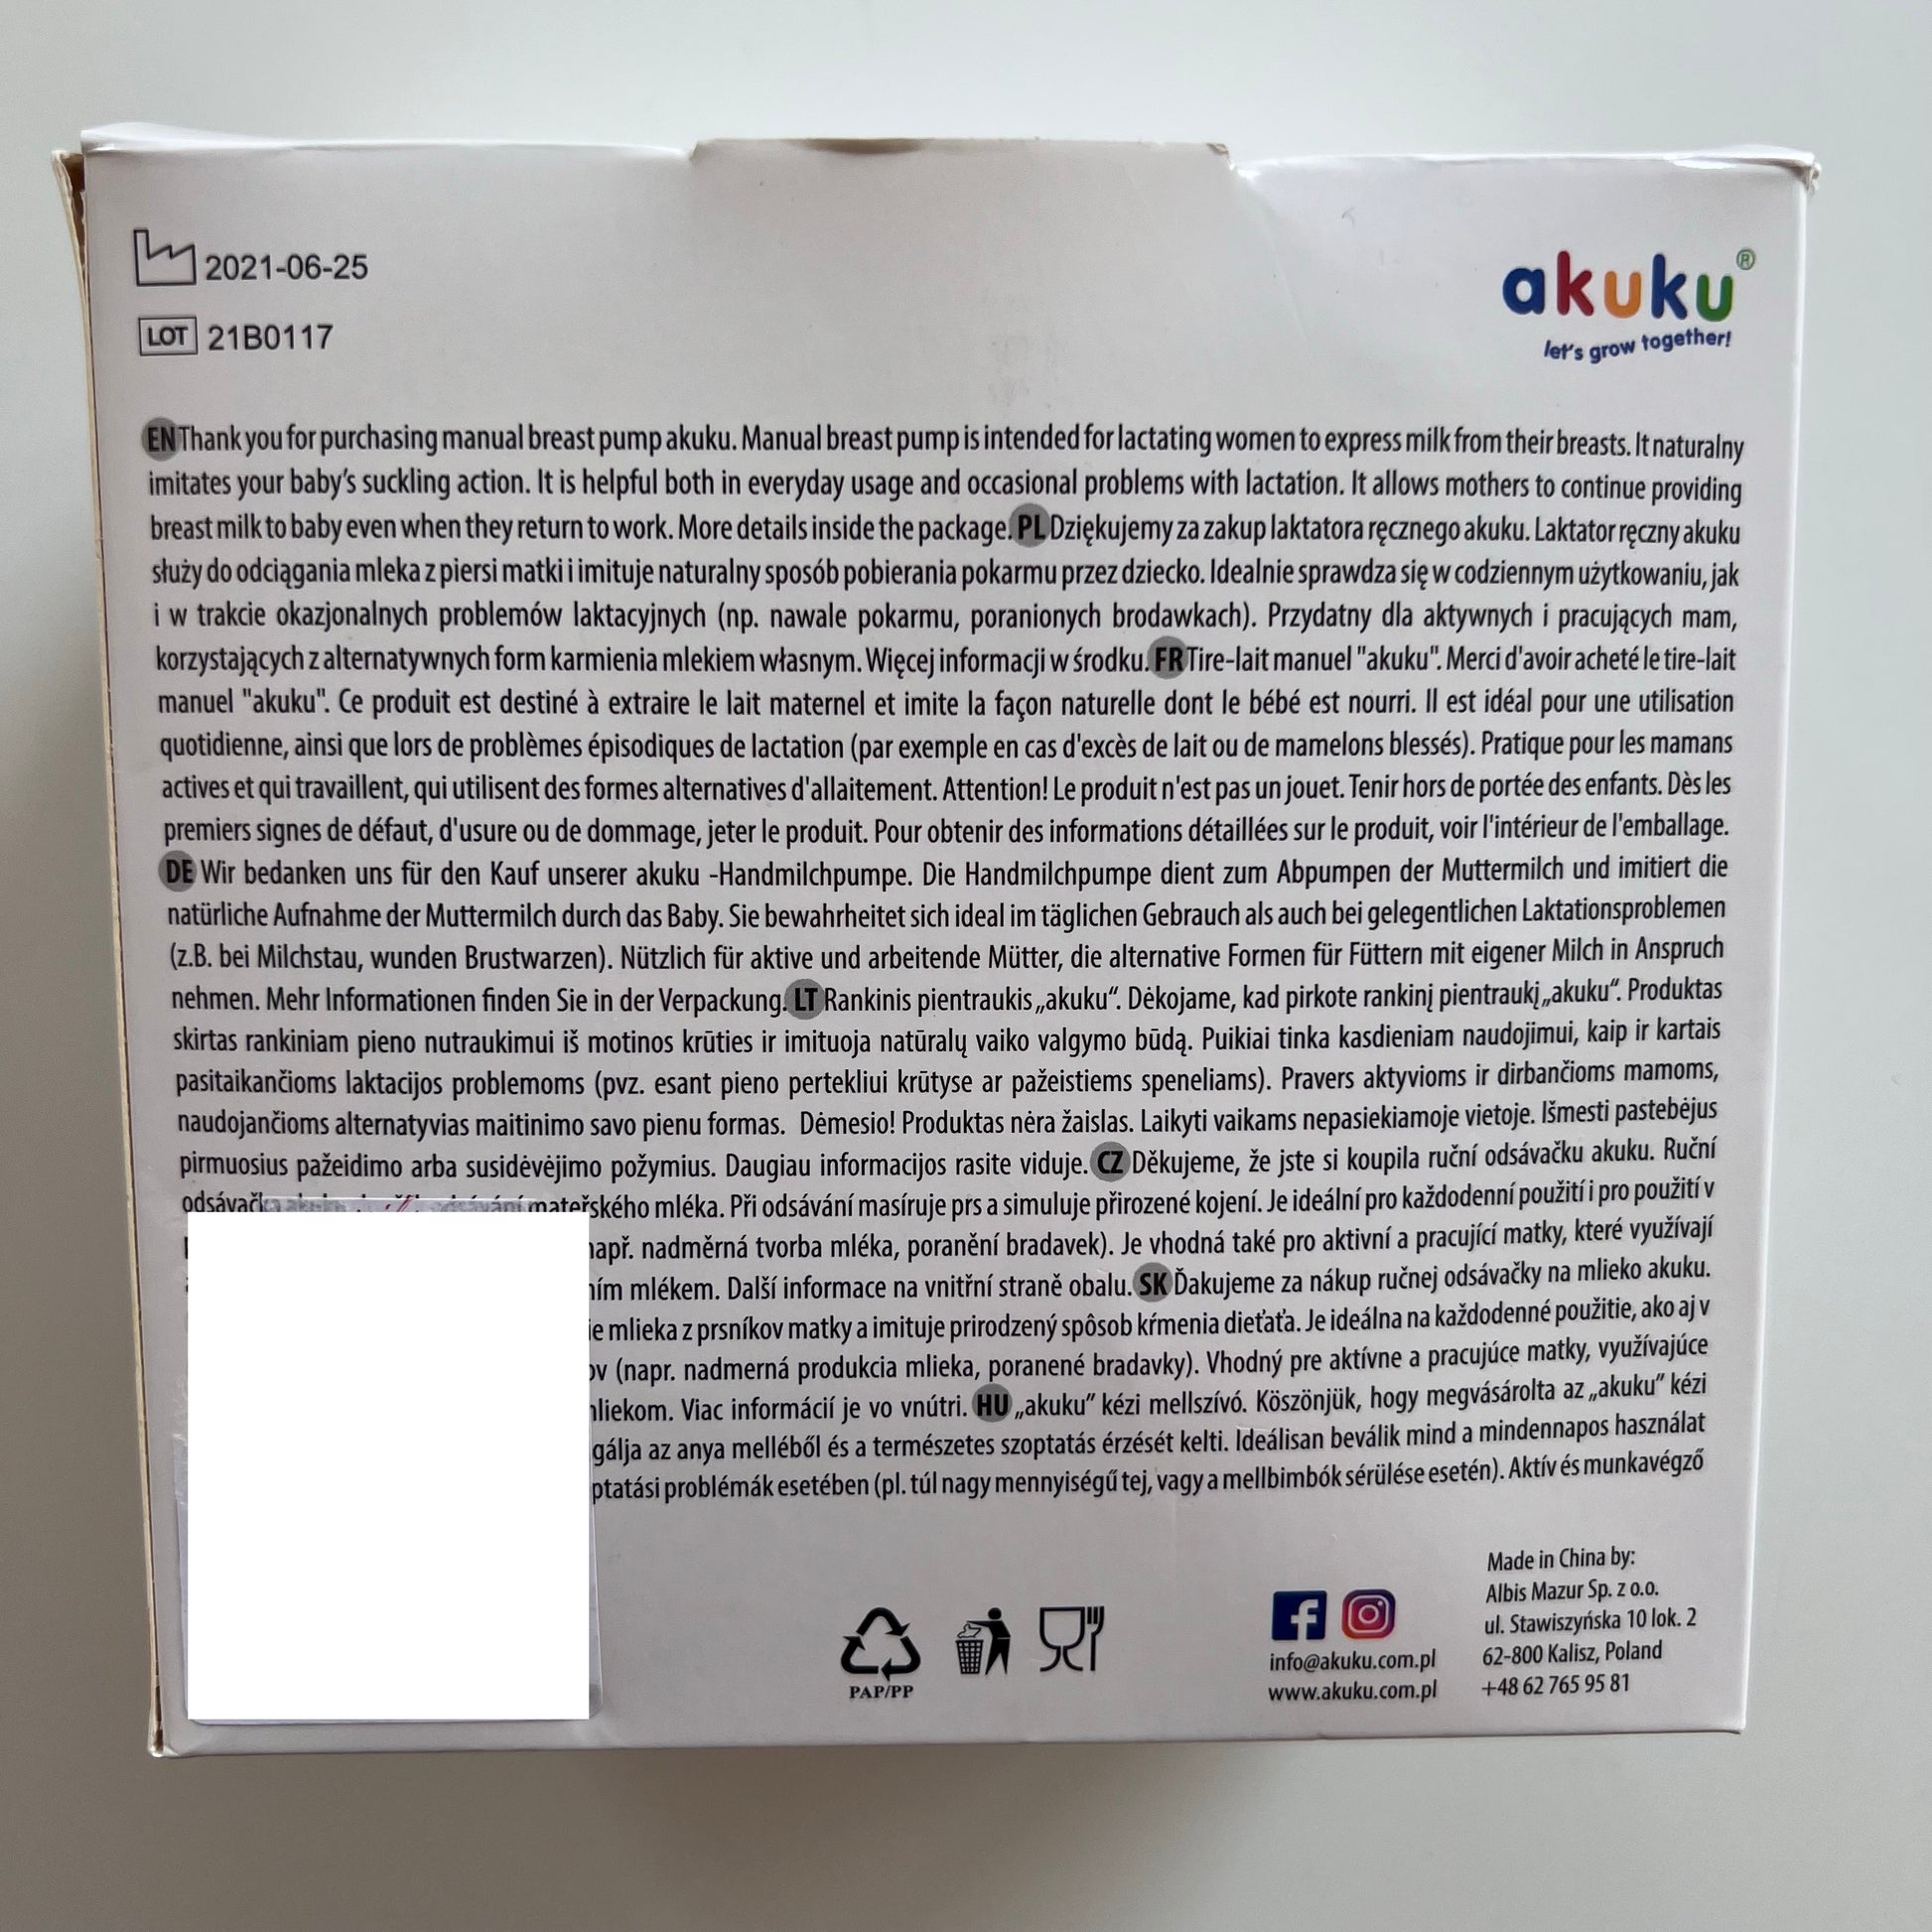 2021-06-25
LOT 21B0117
akuku®
let's grow together!
EN Thank you for purchasing manual breast pump akuku. Manual breast pump is intended for lactating women to express milk from their breasts. It naturalny
imitates your baby's suckling action. It is helpful both in everyday usage and occasional problems with lactation. It allows mothers to continue providing
breast milk to baby even when they return to work. More details inside the package. PL Dziękujemy za zakup laktatora ręcznego akuku. Laktator ręczny akuku
służy do odciągania mleka z piersi matki i imituje naturalny sposób pobierania pokarmu przez dziecko. Idealnie sprawdza się w codziennym użytkowaniu, jak
i w trakcie okazjonalnych problemów laktacyjnych (np. nawale pokarmu, poranionych brodawkach). Przydatny dla aktywnych i pracujących mam,
korzystających z alternatywnych form karmienia mlekiem własnym. Więcej informacji w środku. FR Tire-lait manuel "akuku". Merci d'avoir acheté le tire-lait
manuel "akuku". Ce produit est destiné à extraire le lait maternel et imite la façon naturelle dont le bébé est nourri. Il est idéal pour une utilisation
quotidienne, ainsi que lors de problèmes épisodiques de lactation (par exemple en cas d'excès de lait ou de mamelons blessés). Pratique pour les mamans
actives et qui travaillent, qui utilisent des formes alternatives d'allaitement. Attention! Le produit n'est pas un jouet. Tenir hors de portée des enfants. Dès les
premiers signes de défaut, d'usure ou de dommage, jeter le produit. Pour obtenir des informations détaillées sur le produit, voir l'intérieur de l'emballage.
DE Wir bedanken uns für den Kauf unserer akuku -Handmilchpumpe. Die Handmilchpumpe dient zum Abpumpen der Muttermilch und imitiert die
natürliche Aufnahme der Muttermilch durch das Baby. Sie bewahrheitet sich ideal im täglichen Gebrauch als auch bei gelegentlichen Laktationsproblemen
(z.B. bei Milchstau, wunden Brustwarzen). Nützlich für aktive und arbeitende Mütter, die alternative Formen für Füttern mit eigener Milch in Anspruch
nehmen. Mehr Informationen finden Sie in der Verpackung. LT Rankinis pientraukis „akuku“. Dėkojame, kad pirkote rankinį pientraukį „akuku“. Produktas
skirtas rankiniam pieno nutraukimui iš motinos krūties ir imituoja natūralų vaiko valgymo būdą. Puikiai tinka kasdieniam naudojimui, kaip ir kartais
pasitaikančioms laktacijos problemoms (pvz. esant pieno pertekliui krūtyse ar pažeistiems speneliams). Pravers aktyvioms ir dirbančioms mamoms,
naudojančioms alternatyvias maitinimo savo pienu formas. Dėmesio! Produktas nėra žaislas. Laikyti vaikams nepasiekiamoje vietoje. Išmesti pastebėjus
pirmuosius pažeidimo arba susidėvėjimo požymius. Daugiau informacijos rasite viduje. CZ Děkujeme, že jste si koupila ruční odsávačku akuku. Ruční
mateřského mléka. Při odsávání masíruje prs a simuluje přirozené kojení. Je ideální pro každodenní použití i pro použití v
např. nadměrná tvorba mléka, poranění bradavek). Je vhodná také pro aktivní a pracující matky, které využívají
ním mlékem. Další informace na vnitřní straně obalu. SK Ďakujeme za nákup ručnej odsávačky na mlieko akuku.
ie mlieka z prsníkov matky a imituje prirodzený spôsob kŕmenia dieťaťa. Je ideálna na každodenné použitie, ako aj v
ov (napr. nadmerná produkcia mlieka, poranené bradavky). Vhodný pre aktívne a pracujúce matky, využívajúce
mliekom. Viac informácií je vo vnútri. HU „akuku” kézi mellszívó. Köszönjük, hogy megvásárolta az „akuku” kézi
gálja az anya melléből és a természetes szoptatás érzését kelti. Ideálisan beválik mind a mindennapos használat
ptatási problémák esetében (pl. túl nagy mennyiségű tej, vagy a mellbimbók sérülése esetén). Aktív és munkavégző
PAP/PP
info@akuku.com.pl
www.akuku.com.pl
Made in China by:
Albis Mazur Sp. z o.o.
ul. Stawiszyńska 10 lok. 2
62-800 Kalisz, Poland
+48 62 765 95 81